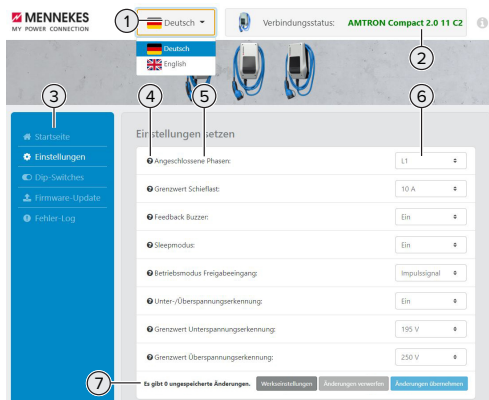 MENNEKES
MY POWER CONNECTION
1
Deutsch
Verbindungsstatus: AMTRON Compact 2.0 11 C2
Deutsch
English
2
3
4
5
6
Startseite
Einstellungen
Dip-Switches
Firmware-Update
Fehler-Log
Einstellungen setzen
Angeschlossene Phasen: L1
Grenzwert Schieflast: 10 A
Feedback Buzzer: Ein
Sleepmodus: Ein
Betriebsmodus Freigabeeingang: Impulssignal
Unter-/Überspannungserkennung: Ein
Grenzwert Unterspannungserkennung: 195 V
Grenzwert Überspannungserkennung: 250 V
7
Es gibt 0 ungespeicherte Änderungen. Werkseinstellungen Änderungen verwerfen Änderungen übernehmen